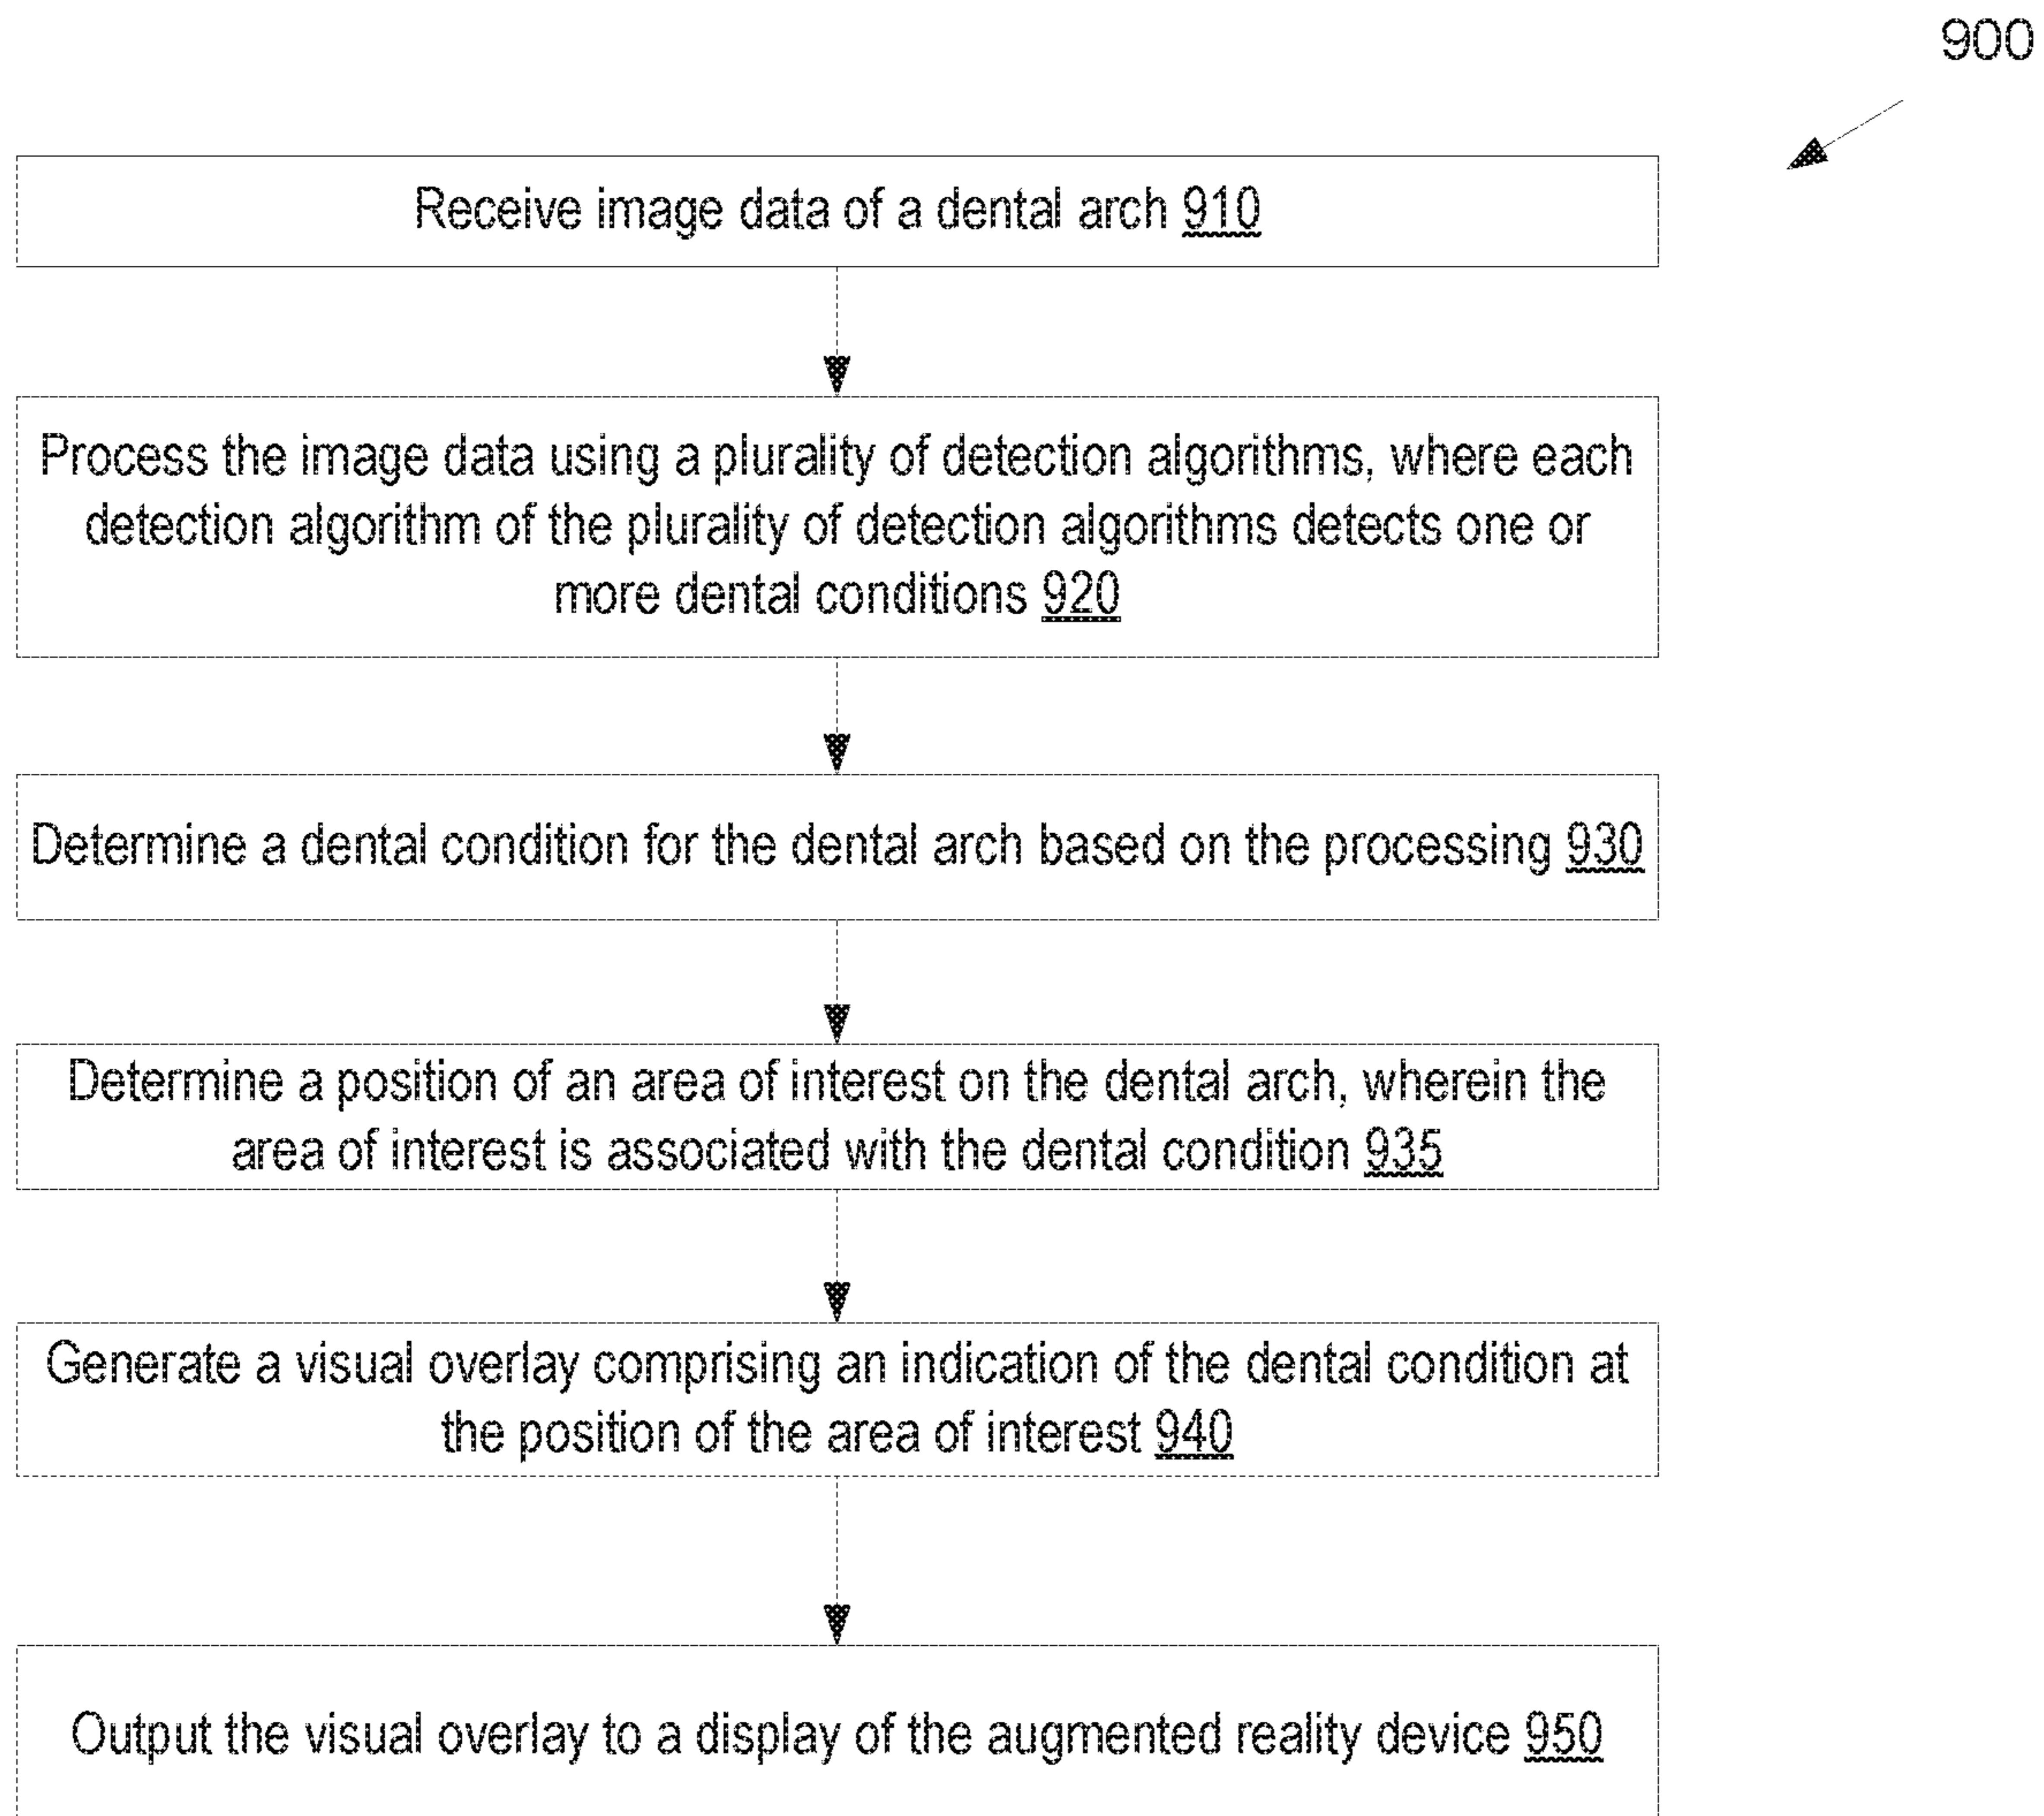 900
Receive image data of a dental arch 910
Process the image data using a plurality of detection algorithms, where each
detection algorithm of the plurality of detection algorithms detects one or
more dental conditions 920
Determine a dental condition for the dental arch based on the processing 930
Determine a position of an area of interest on the dental arch, wherein the
area of interest is associated with the dental condition 935
Generate a visual overlay comprising an indication of the dental condition at
the position of the area of interest 940
Output the visual overlay to a display of the augmented reality device 950